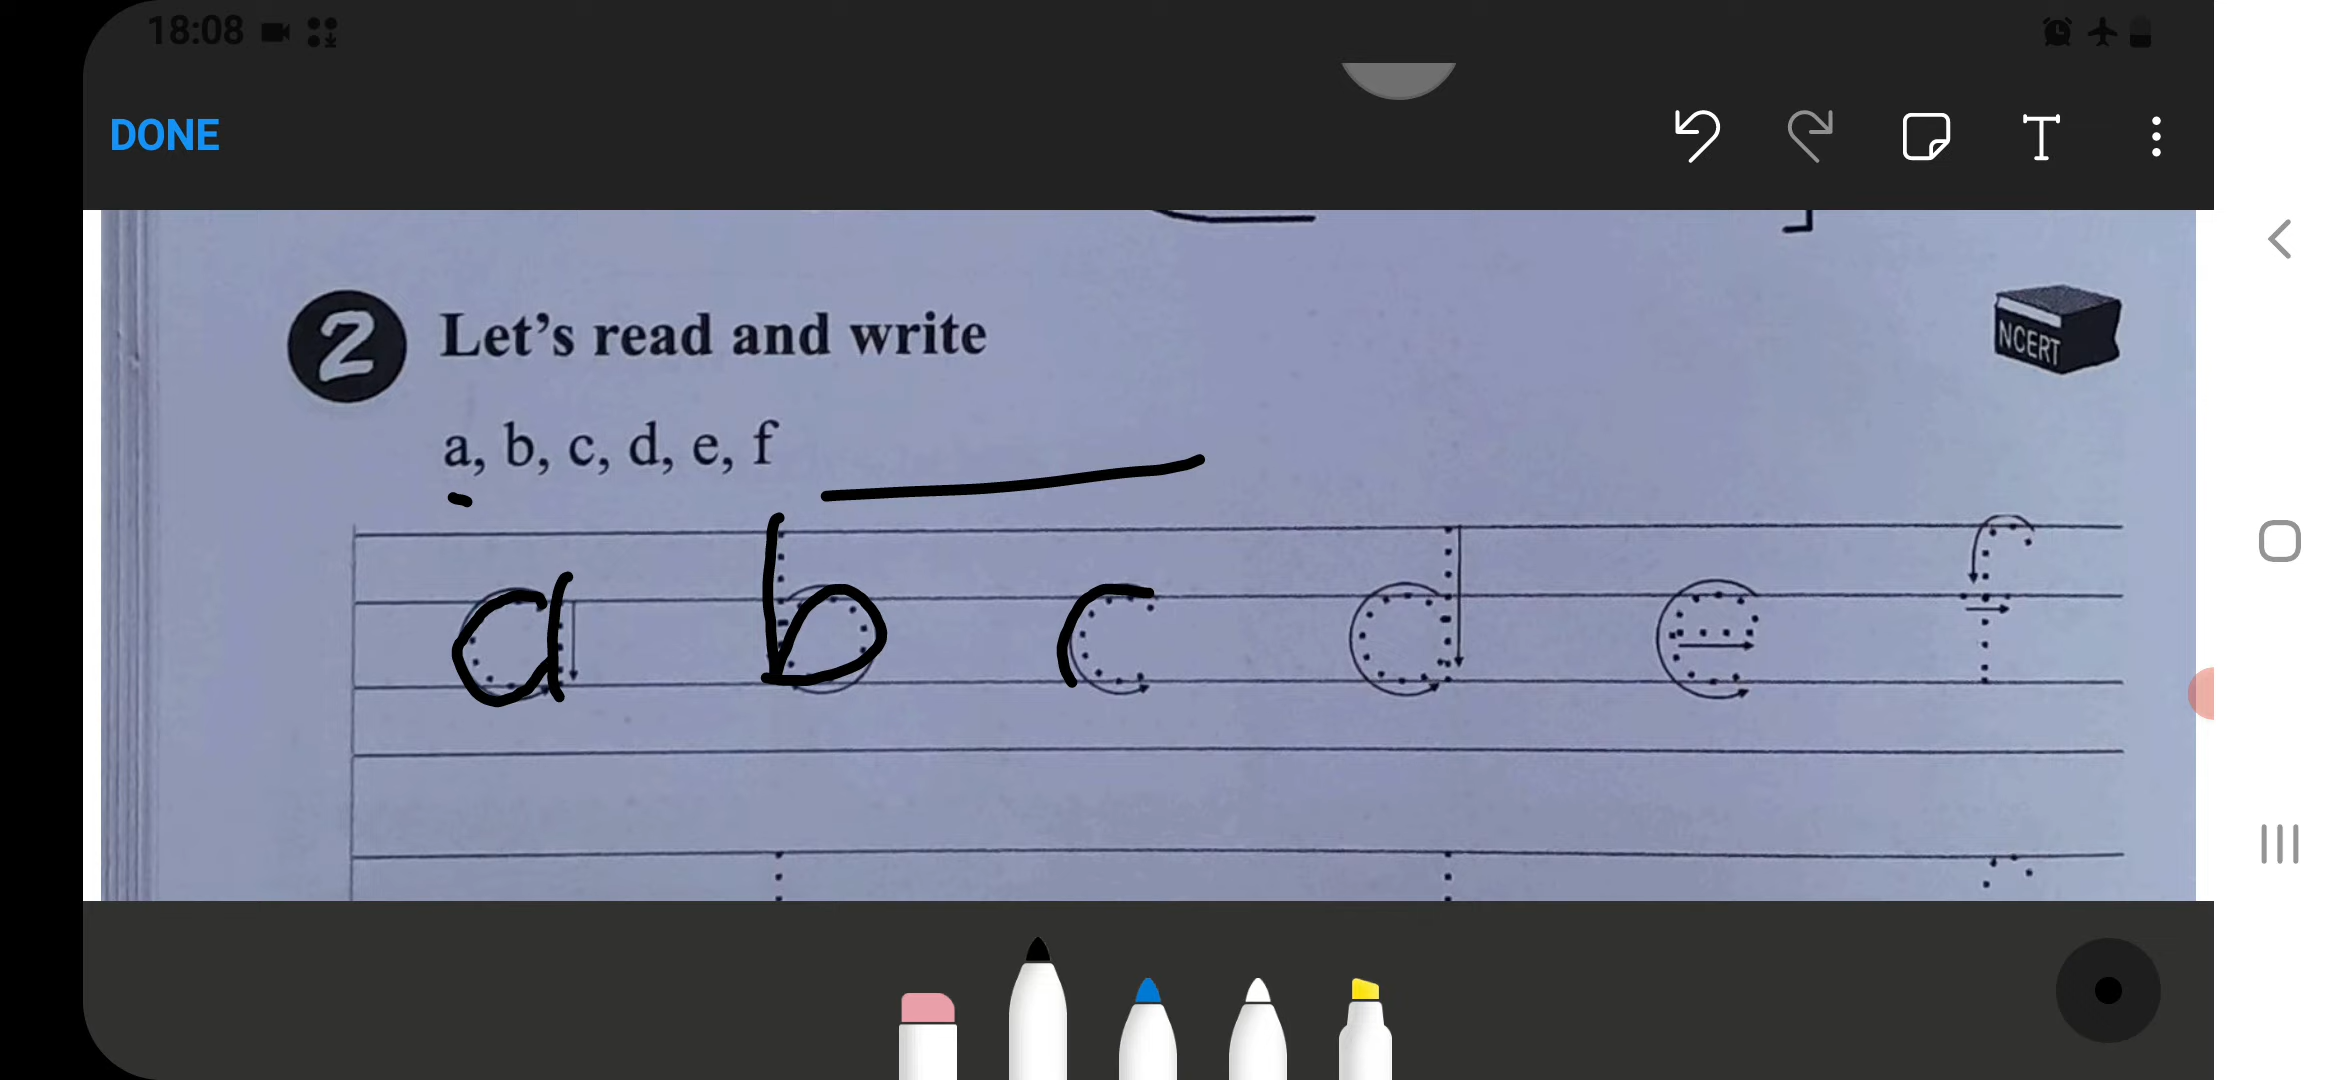 18:08
DONE
T
2 Let's read and write
NCERT
a, b, c, d, e, f
a b c d e f